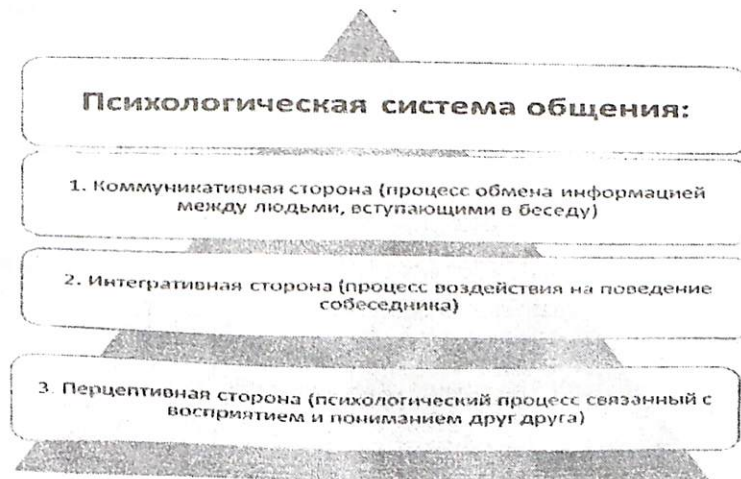 Психологическая система общения:
1. Коммуникативная сторона (процесс обмена информацией
между людьми, вступающими в беседу)
2. Интегративная сторона (процесс воздействия на поведение
собеседника)
3. Перцептивная сторона (психологический процесс связанный с
восприятием и пониманием друг друга)